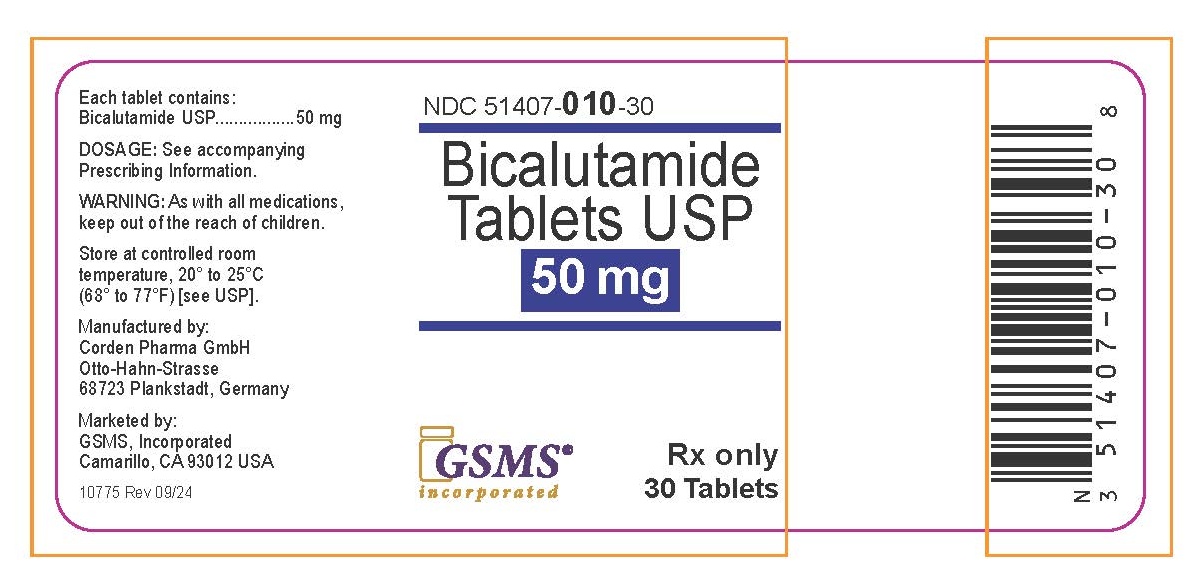 Each tablet contains:
Bicalutamide USP.................50 mg
DOSAGE: See accompanying
Prescribing Information.
WARNING: As with all medications,
keep out of the reach of children.
Store at controlled room
temperature, 20° to 25°C
(68° to 77°F) [see USP].
Manufactured by:
Corden Pharma GmbH
Otto-Hahn-Strasse
68723 Plankstadt, Germany
Marketed by:
GSMS, Incorporated
Camarillo, CA 93012 USA
10775 Rev 09/24
NDC 51407-010-30
Bicalutamide
Tablets USP
50 mg
GSMS®
incorporated
Rx only
30 Tablets
N
3 51407-010-30 8